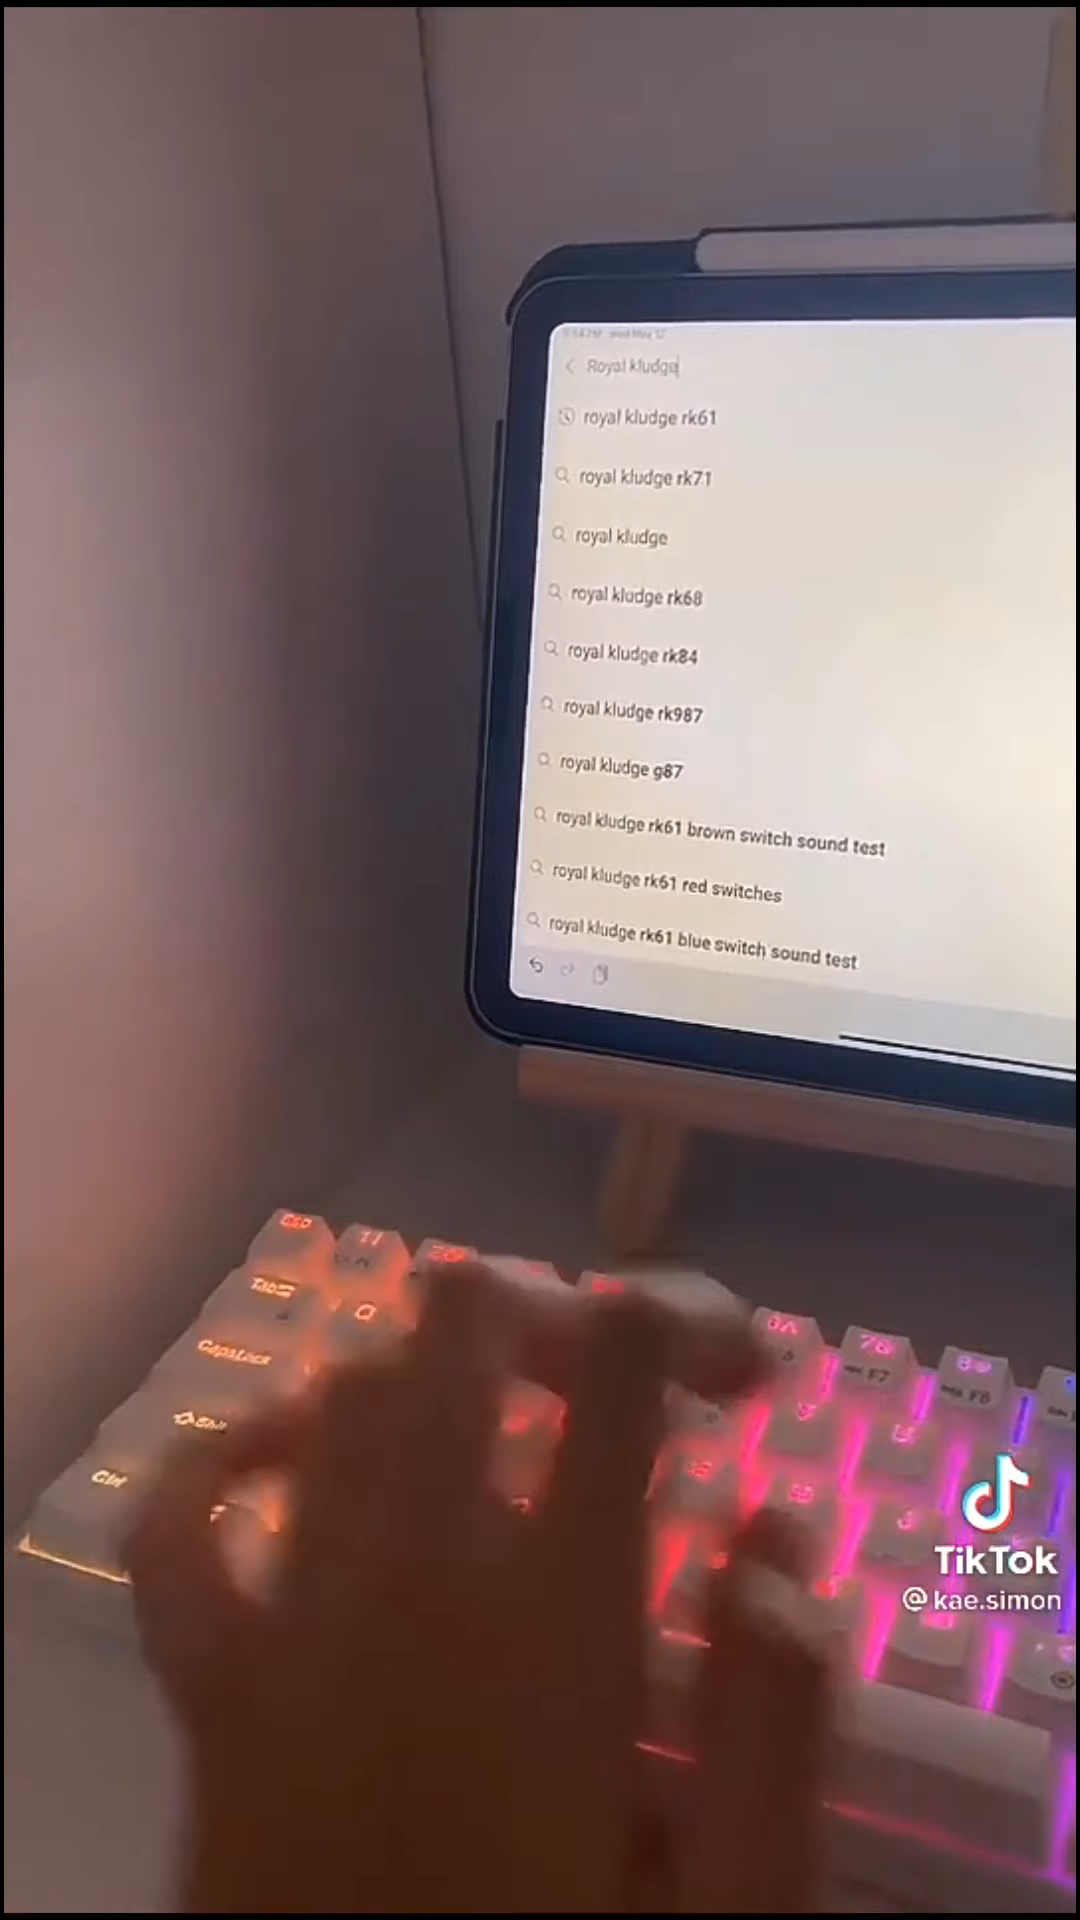 Royal kludge
royal kludge rk61
royal kludge rk71
royal kludge
royal kludge rk68
royal kludge rk84
royal kludge rk987
royal kludge g87
royal kludge rk61 brown switch sound test
royal kludge rk61 red switches
royal kludge rk61 blue switch sound test
Esc
Tab
CapsLock
Ctrl
F7
F8
TikTok
@kae.simon